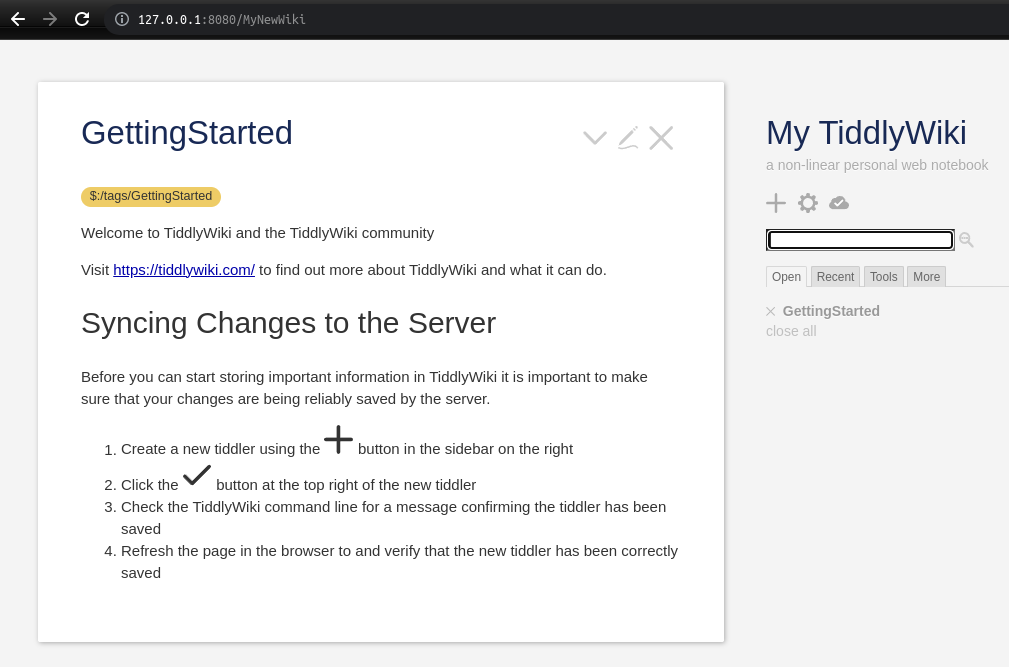 127.0.0.1:8080/MyNewWiki
GettingStarted
$:/tags/GettingStarted
Welcome to TiddlyWiki and the TiddlyWiki community
Visit https://tiddlywiki.com/ to find out more about TiddlyWiki and what it can do.
Syncing Changes to the Server
Before you can start storing important information in TiddlyWiki it is important to make
sure that your changes are being reliably saved by the server.
1. Create a new tiddler using the button in the sidebar on the right
2. Click the button at the top right of the new tiddler
3. Check the TiddlyWiki command line for a message confirming the tiddler has been
saved
4. Refresh the page in the browser to and verify that the new tiddler has been correctly
saved
My TiddlyWiki
a non-linear personal web notebook
Open Recent Tools More
GettingStarted
close all